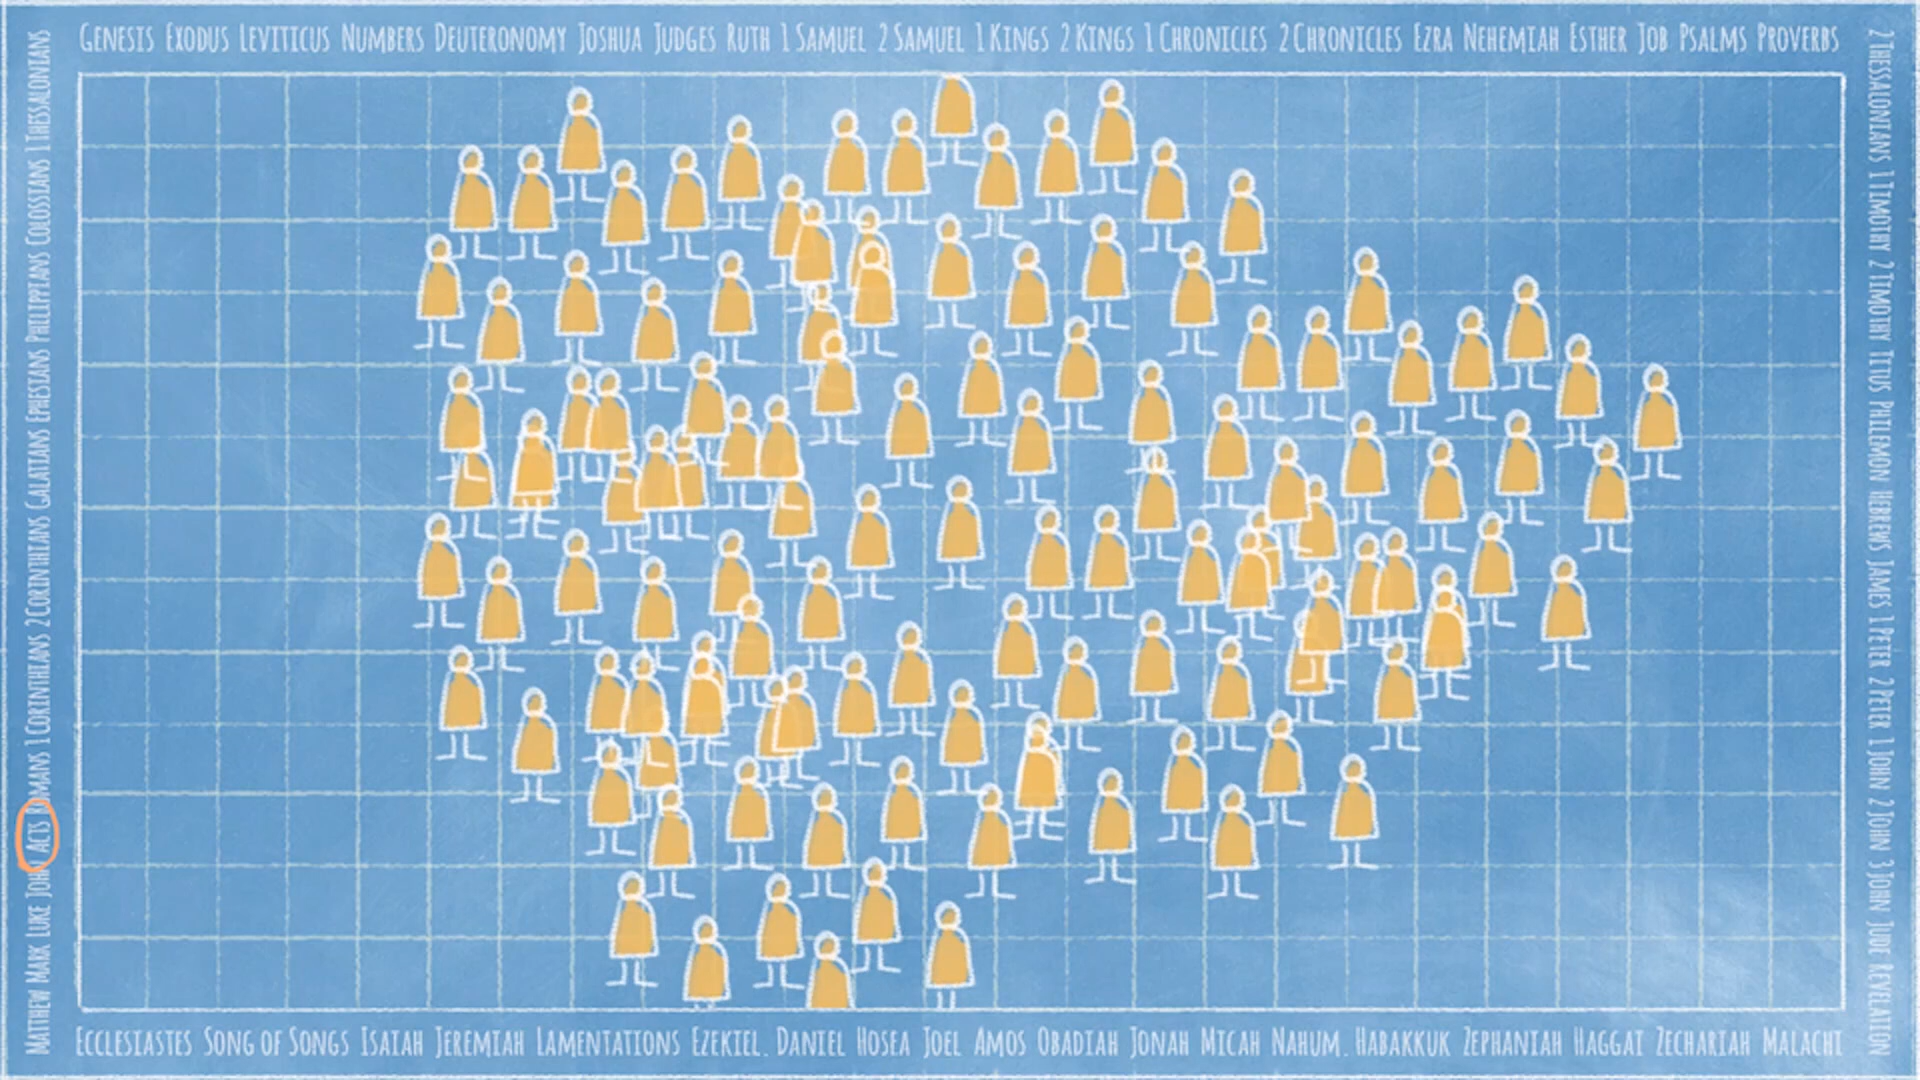 GENESIS EXODUS LEVITICUS NUMBERS DEUTERONOMY JOSHUA JUDGES RUTH 1 SAMUEL 2 SAMUEL 1 KINGS 2 KINGS 1 CHRONICLES 2 CHRONICLES EZRA NEHEMIAH ESTHER JOB PSALMS PROVERBS
ECCLESIASTES SONG OF SONGS ISAIAH JEREMIAH LAMENTATIONS EZEKIEL. DANIEL HOSEA JOEL AMOS OBADIAH JONAH MICAH NAHUM. HABAKKUK ZEPHANIAH HAGGAI ZECHARIAH MALACHI
MATTHEW MARK LUKE JOHN ACTS ROMANS 1 CORINTHIANS 2 CORINTHIANS GALATIANS EPHESIANS PHILIPPIANS COLOSSIANS 1 THESSALONIANS
2 THESSALONIANS 1 TIMOTHY 2 TIMOTHY TITUS PHILEMON HEBREWS JAMES 1 PETER 2 PETER 1 JOHN 2 JOHN 3 JOHN JUDE REVELATION